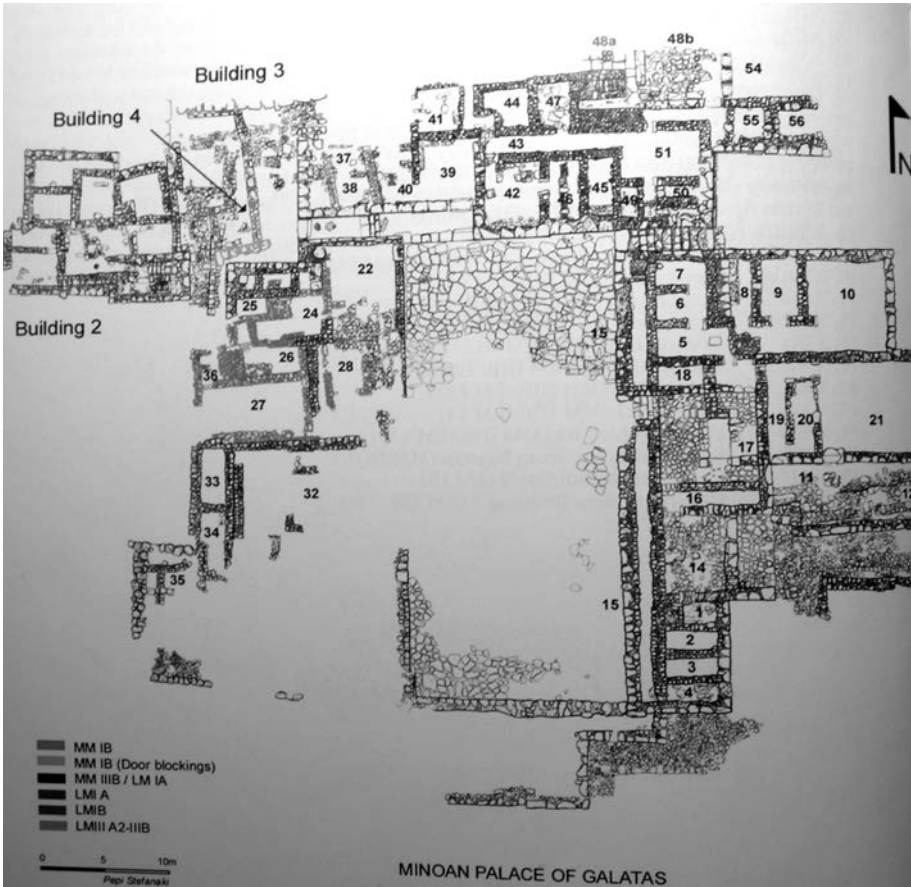 48a 48b
54
Building 3
Building 4
41 44 47 55 56
43 51
37 39
38 40 42 46 45 49 50
22 7
25 24 15 6 8 9 10
Building 2
26 5
36 28 18
27
19 20 21
17
33 32 11
16 12
34
14
35 15 1
2
3
4
MM IB
MM IB (Door blockings)
MM IIIB / LM IA
LMI A
LMIB
LMIII A2-IIIB
0 5 10m
Pepi Stefanaki
MINOAN PALACE OF GALATAS
N